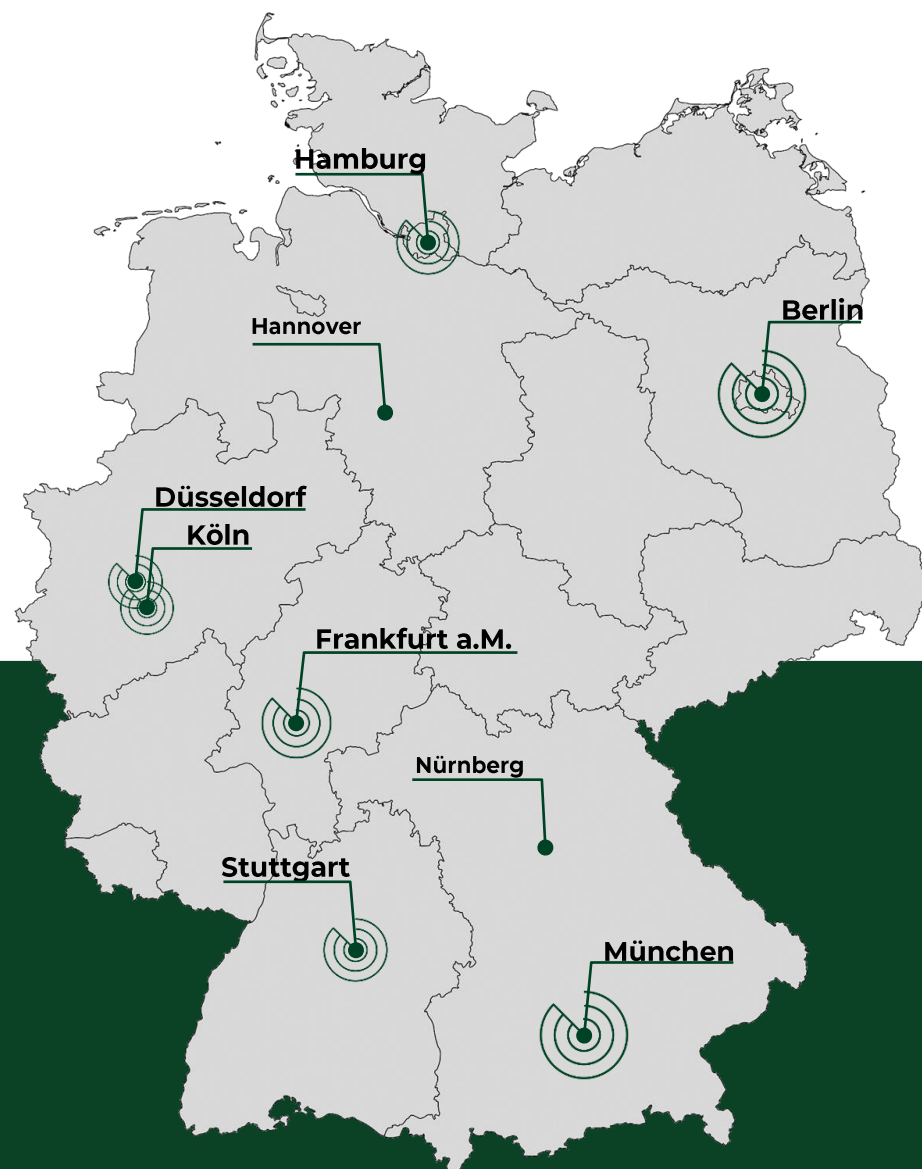 Hamburg
Berlin
Hannover
Düsseldorf
Köln
Frankfurt a.M.
Nürnberg
Stuttgart
München